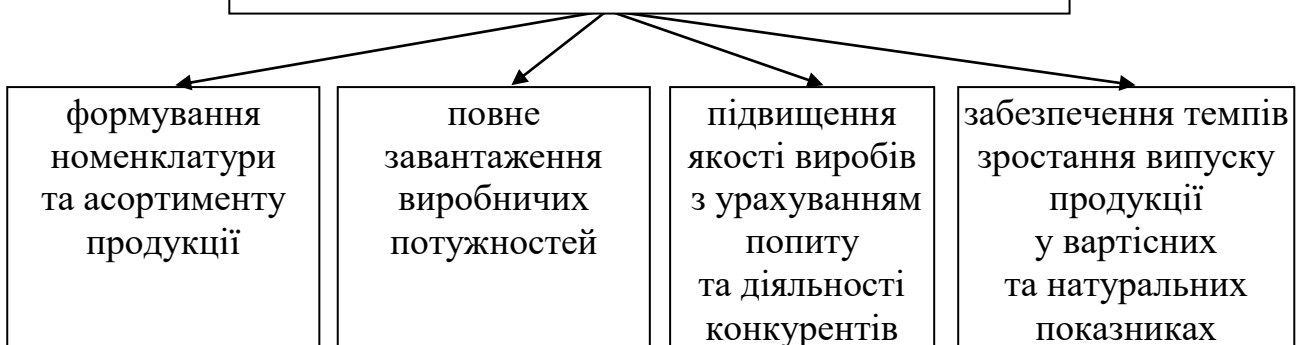 формування
номенклатури
та асортименту
продукції
повне
завантаження
виробничих
потужностей
підвищення
якості виробів
з урахуванням
попиту
та діяльності
конкурентів
забезпечення темпів
зростання випуску
продукції
у вартісних
та натуральних
показниках